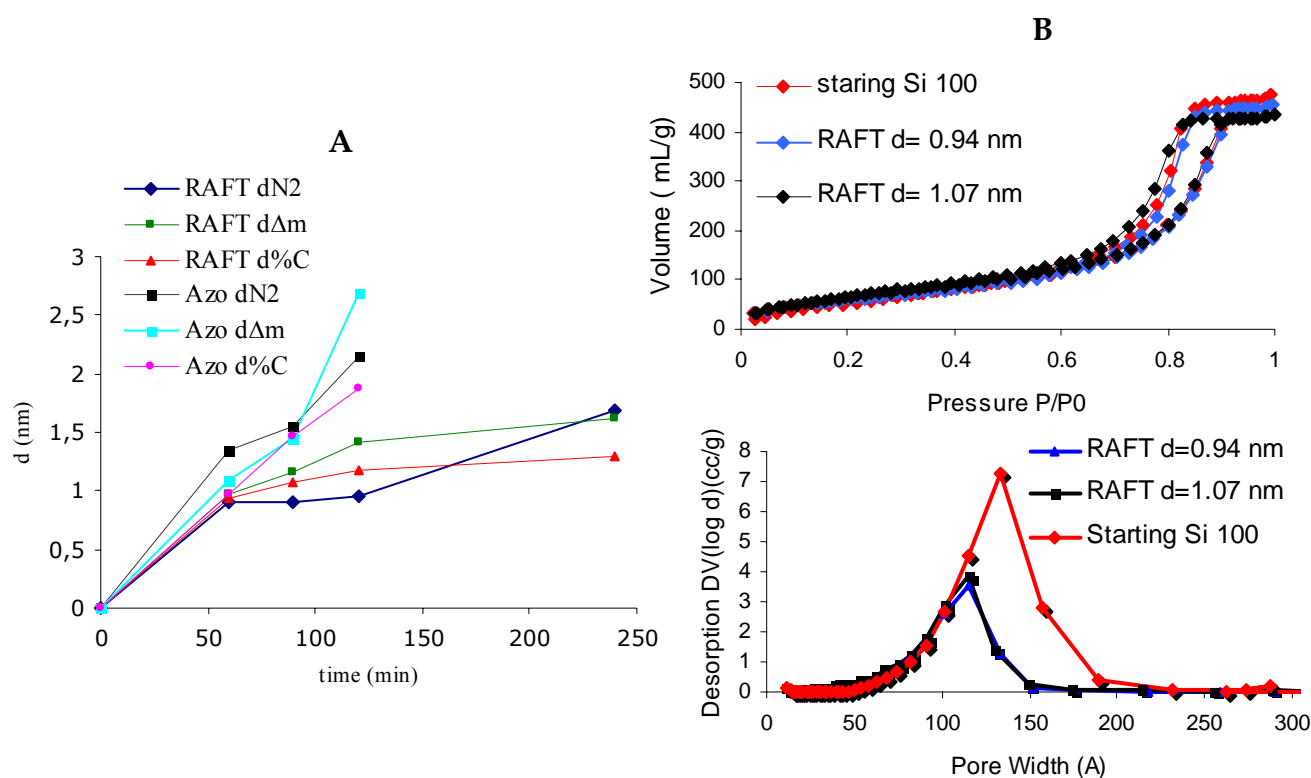 A
RAFT dN2
RAFT dΔm
RAFT d%C
Azo dN2
Azo dΔm
Azo d%C
3
2,5
2
1,5
1
0,5
0
d (nm)
0 50 100 150 200 250
time (min)
B
staring Si 100
RAFT d= 0.94 nm
RAFT d= 1.07 nm
500
400
300
200
100
0
Volume ( mL/g)
0 0.2 0.4 0.6 0.8 1
Pressure P/P0
RAFT d=0.94 nm
RAFT d=1.07 nm
Starting Si 100
8
7
6
5
4
3
2
1
0
Desorption DV(log d)(cc/g)
0 50 100 150 200 250 300
Pore Width (A)